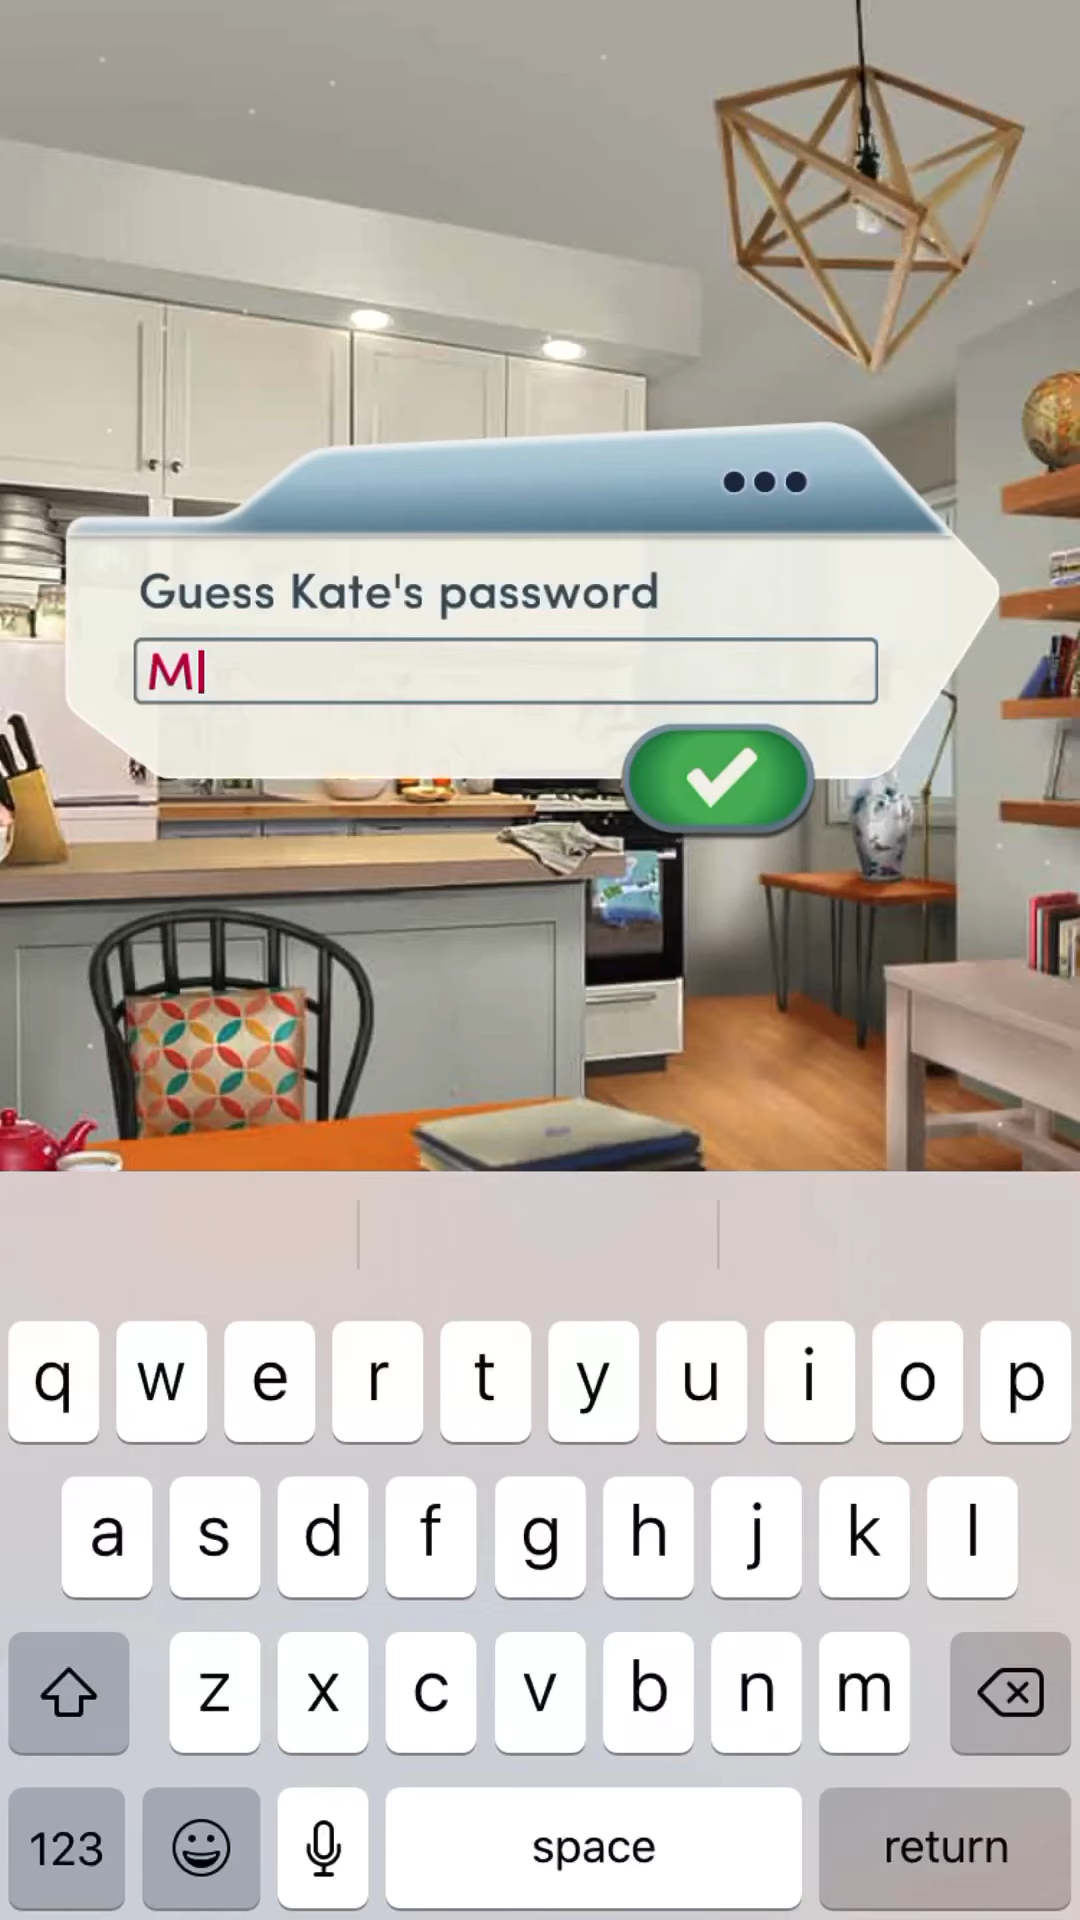 Guess Kate's password
M
q w e r t y u i o p
a s d f g h j k l
z x c v b n m
123 space return